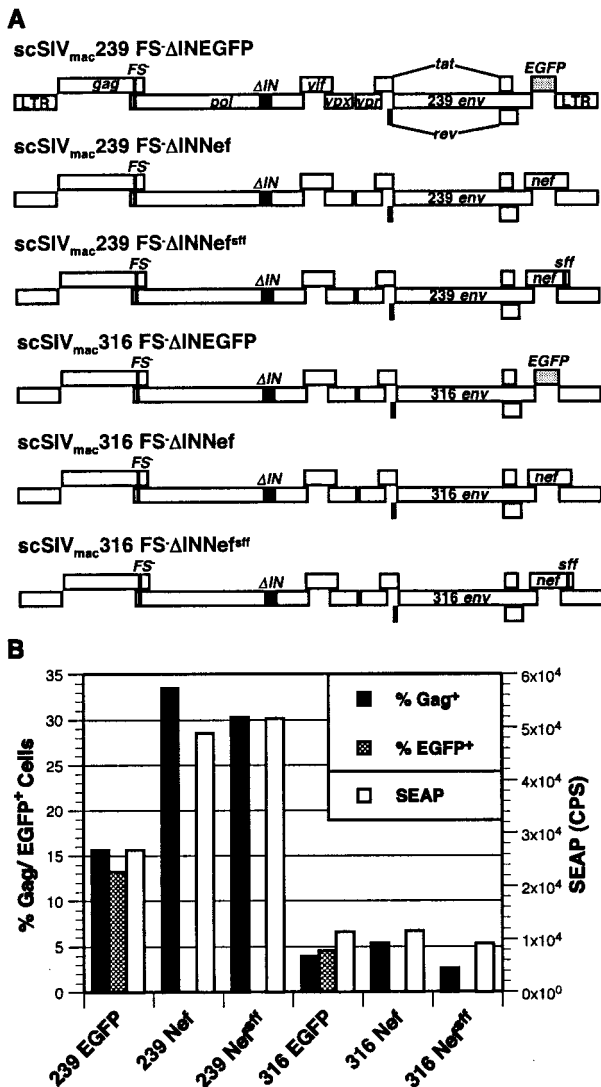 A
scSIVmac239 FS-ΔINEGFP
FS- tat EGFP
gag ΔIN vif
LTR pol vpx vpr 239 env LTR
rev
scSIVmac239 FS-ΔINNef
FS-
ΔIN nef
239 env
scSIVmac239 FS-ΔINNefsff
FS- sff
ΔIN nef
239 env
scSIVmac316 FS-ΔINEGFP
FS- EGFP
ΔIN
316 env
scSIVmac316 FS-ΔINNef
FS-
ΔIN nef
316 env
scSIVmac316 FS-ΔINNefsff
FS- sff
ΔIN nef
316 env
B
% Gag/ EGFP+ Cells
35
30
25
20
15
10
5
0
% Gag+
% EGFP+
SEAP
6x10⁴
5x10⁴
4x10⁴
3x10⁴
2x10⁴
1x10⁴
0x10⁰
SEAP (CPS)
239 EGFP
239 Nef
239 Nefsff
316 EGFP
316 Nef
316 Nefsff